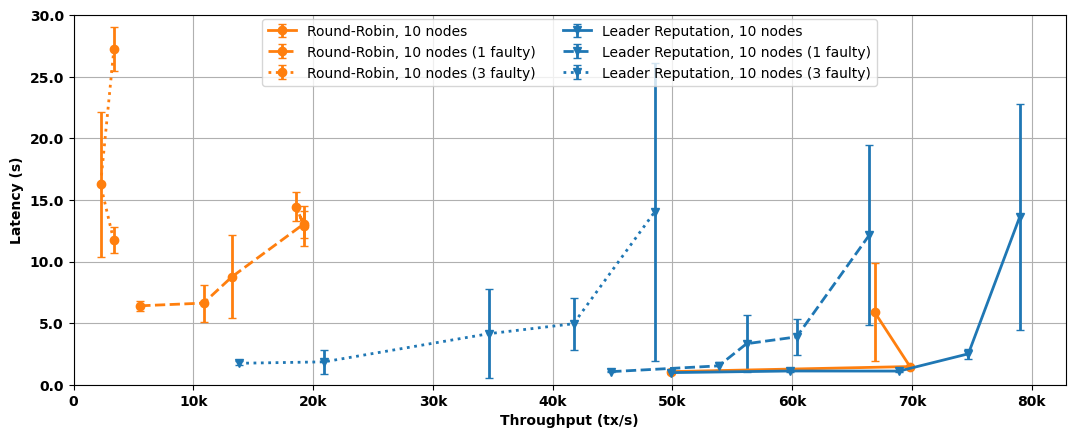 30.0
25.0
20.0
15.0
10.0
5.0
0.0
Latency (s)
Round-Robin, 10 nodes
Round-Robin, 10 nodes (1 faulty)
Round-Robin, 10 nodes (3 faulty)
Leader Reputation, 10 nodes
Leader Reputation, 10 nodes (1 faulty)
Leader Reputation, 10 nodes (3 faulty)
0 10k 20k 30k 40k 50k 60k 70k 80k
Throughput (tx/s)